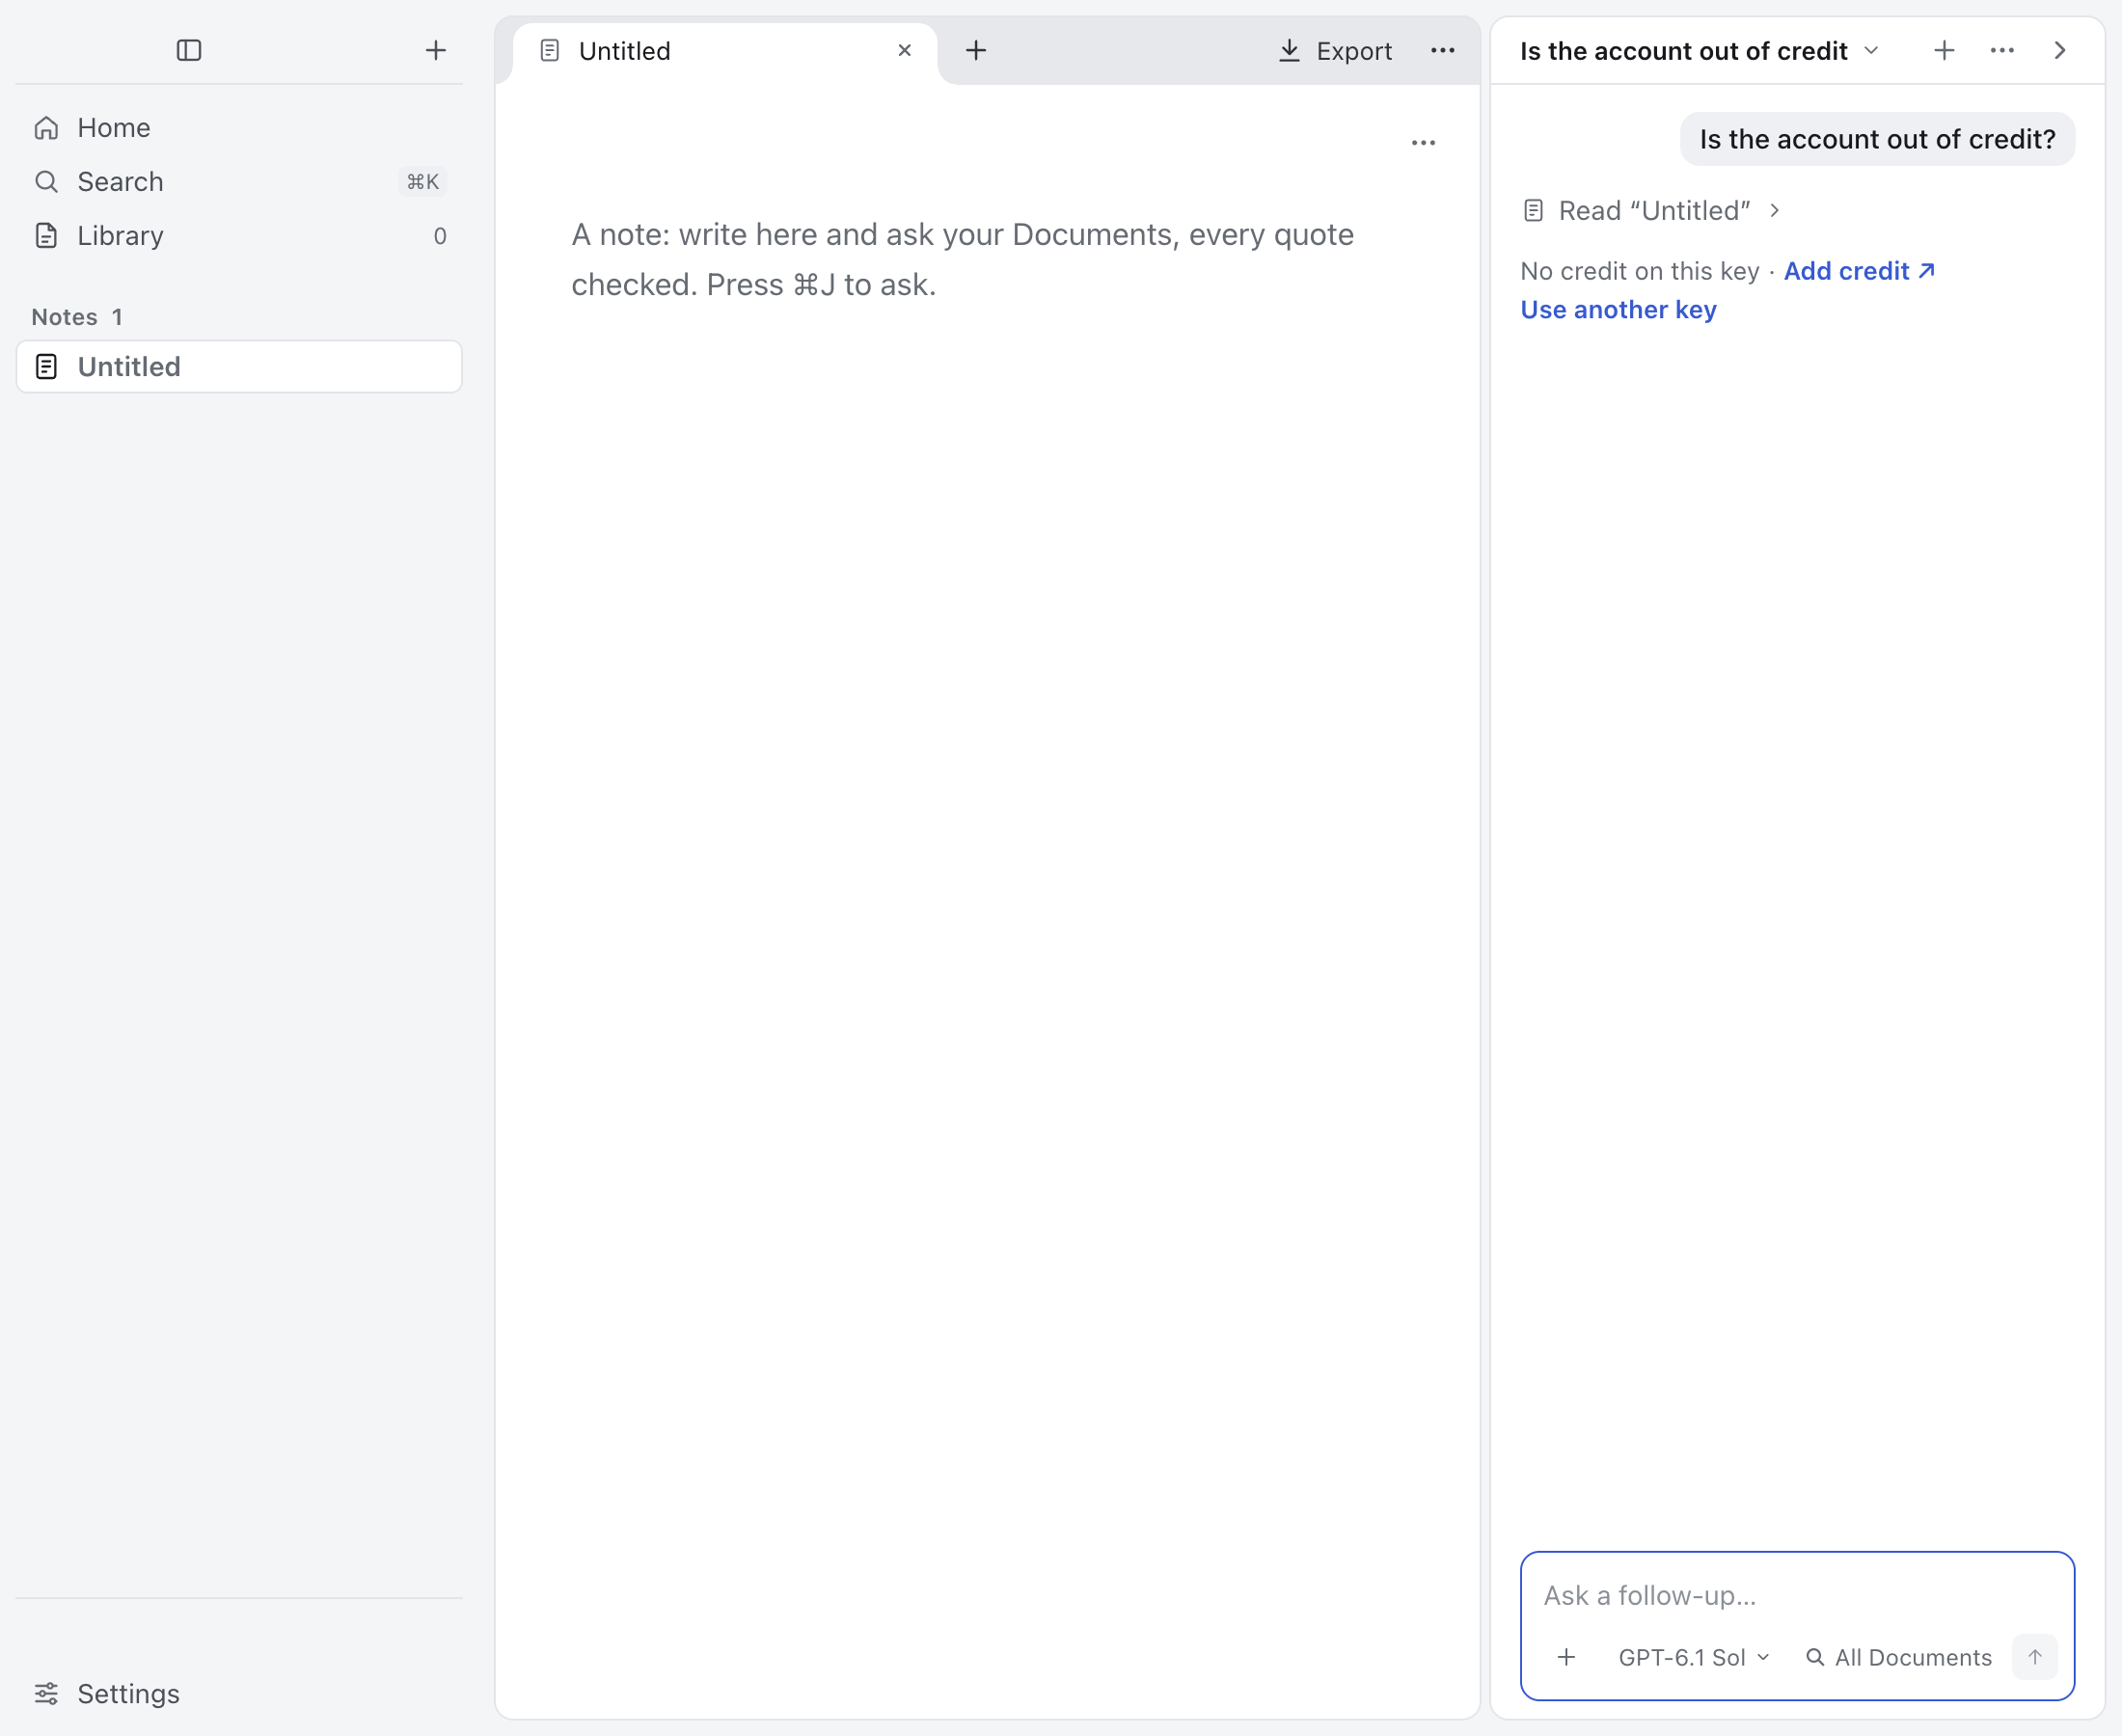 Home
Search ⌘K
Library 0
Notes 1
Untitled
Settings
Untitled
Export
A note: write here and ask your Documents, every quote
checked. Press ⌘J to ask.
Is the account out of credit
Is the account out of credit?
Read “Untitled”
No credit on this key · Add credit
Use another key
Ask a follow-up...
GPT-6.1 Sol All Documents